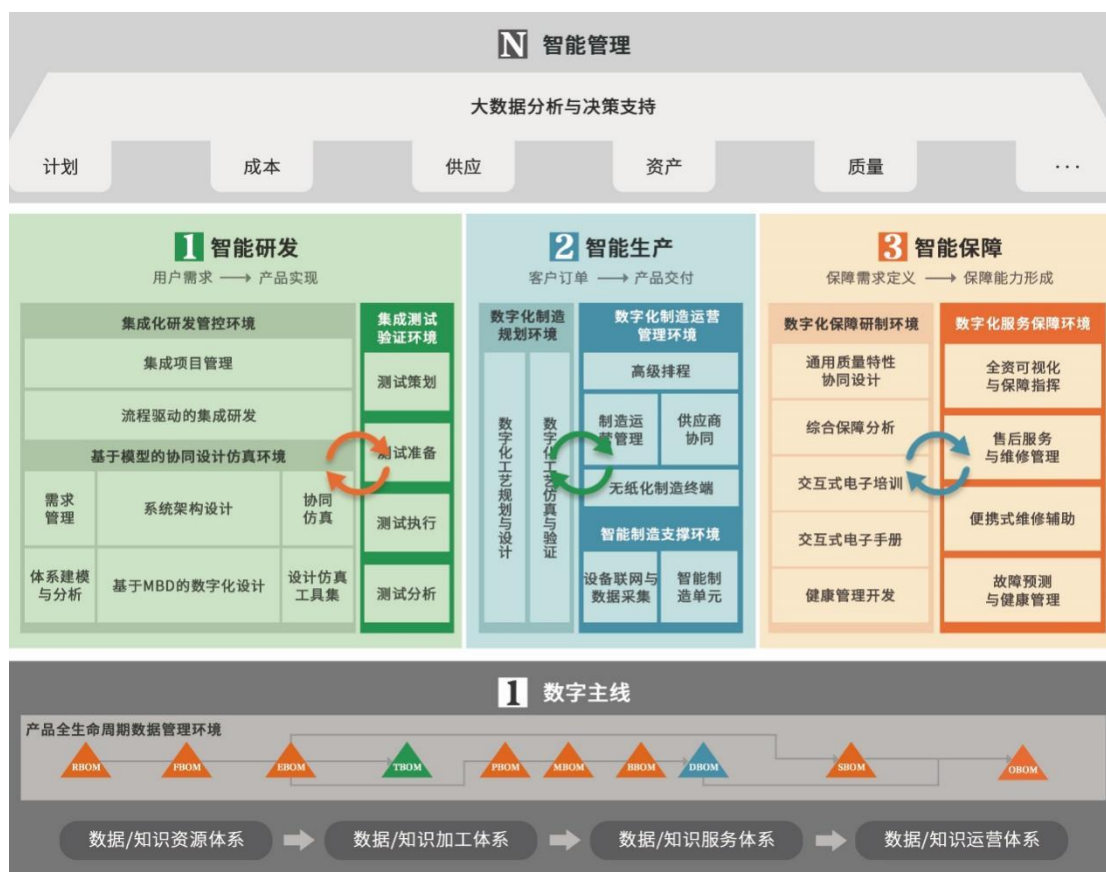 N 智能管理
大数据分析与决策支持
计划
成本
供应
资产
质量
...
1 智能研发
用户需求 → 产品实现
集成化研发管控环境
集成项目管理
流程驱动的集成研发
基于模型的协同设计仿真环境
需求
管理
系统架构设计
协同
仿真
体系建模
与分析
基于MBD的数字化设计
设计仿真
工具集
集成测试
验证环境
测试策划
测试准备
测试执行
测试分析
2 智能生产
客户订单 → 产品交付
数字化制造
规划环境
数字化工艺规划与设计
数字化工艺仿真与验证
数字化制造运营
管理环境
高级排程
制造运
营管理
供应商
协同
无纸化制造终端
智能制造支撑环境
设备联网与
数据采集
智能制
造单元
3 智能保障
保障需求定义 → 保障能力形成
数字化保障研制环境
通用质量特性
协同设计
综合保障分析
交互式电子培训
交互式电子手册
健康管理开发
数字化服务保障环境
全资可视化
与保障指挥
售后服务
与维修管理
便携式维修辅助
故障预测
与健康管理
1 数字主线
产品全生命周期数据管理环境
RBOM
FBOM
EBOM
TBOM
PBOM
MBOM
BBOM
DBOM
SBOM
OBOM
数据/知识资源体系
数据/知识加工体系
数据/知识服务体系
数据/知识运营体系